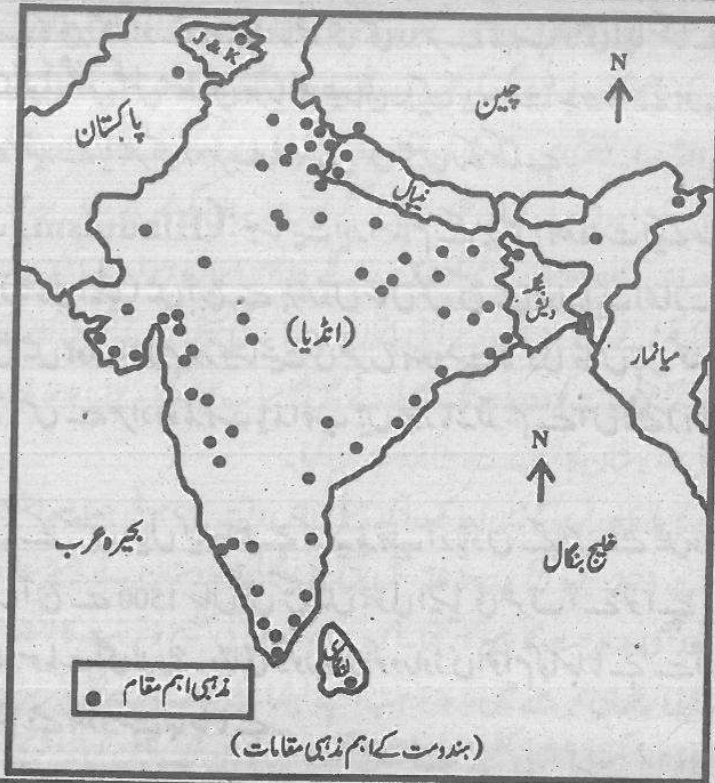 J & K
N
چین
پاکستان
نیپال
بنگلہ
دیش
(انڈیا)
میانمار
N
بحیرہ عرب
خلیج بنگال
سری
لنکا
مذہبی اہم مقام
(ہندومت کے اہم مذہبی مقامات)